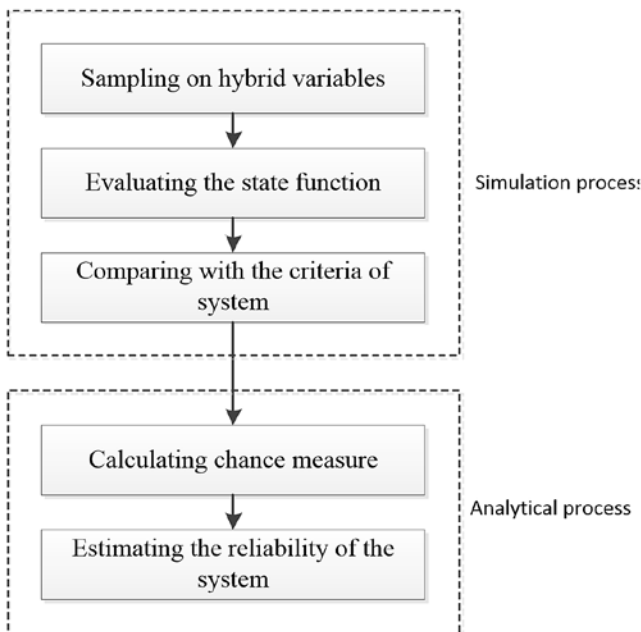 Sampling on hybrid variables
Evaluating the state function
Simulation process
Comparing with the criteria of
system
Calculating chance measure
Analytical process
Estimating the reliability of the
system